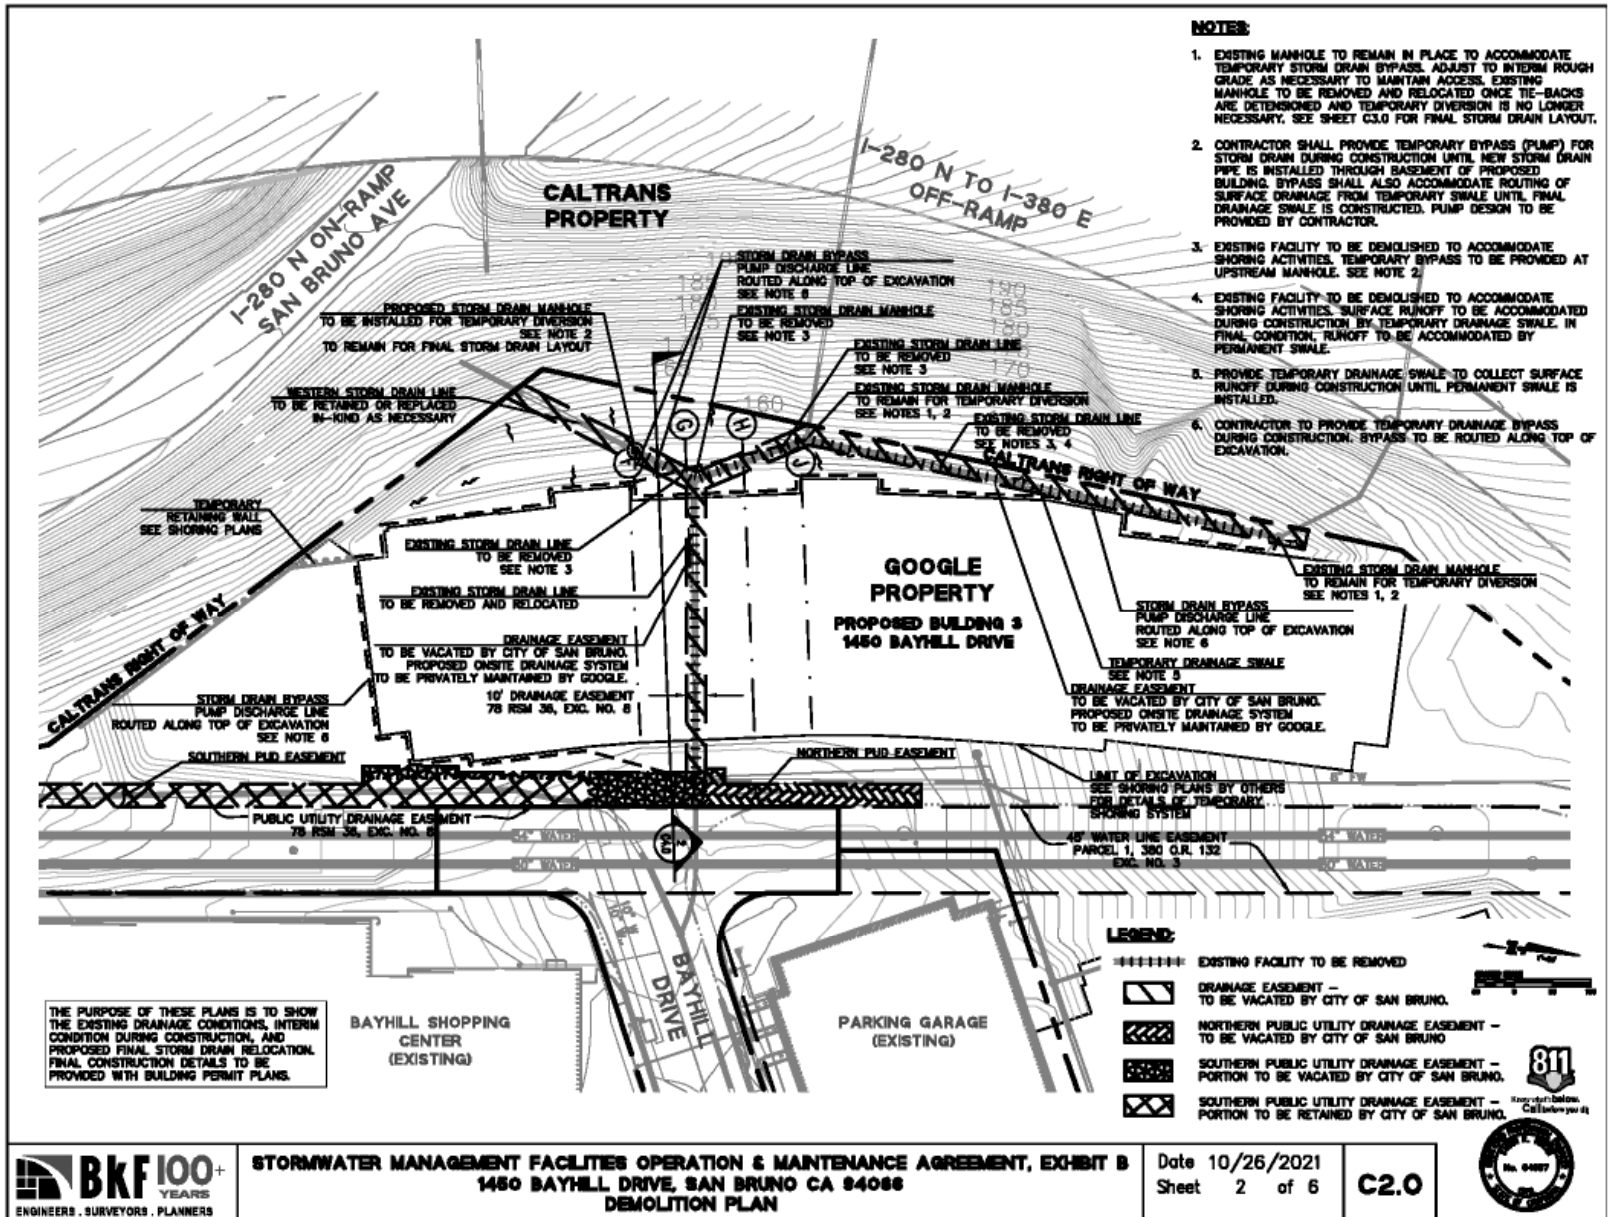 NOTES:
1. EXISTING MANHOLE TO REMAIN IN PLACE TO ACCOMMODATE
TEMPORARY STORM DRAIN BYPASS. ADJUST TO INTERIM ROUGH
GRADE AS NECESSARY TO MAINTAIN ACCESS. EXISTING
MANHOLE TO BE REMOVED AND RELOCATED ONCE TIE-BACKS
ARE DETENSIONED AND TEMPORARY DIVERSION IS NO LONGER
NECESSARY. SEE SHEET C3.0 FOR FINAL STORM DRAIN LAYOUT.
2. CONTRACTOR SHALL PROVIDE TEMPORARY BYPASS (PUMP) FOR
STORM DRAIN DURING CONSTRUCTION UNTIL NEW STORM DRAIN
PIPE IS INSTALLED THROUGH BASEMENT OF PROPOSED
BUILDING. BYPASS SHALL ALSO ACCOMMODATE ROUTING OF
SURFACE DRAINAGE FROM TEMPORARY SWALE UNTIL FINAL
DRAINAGE SWALE IS CONSTRUCTED. PUMP DESIGN TO BE
PROVIDED BY CONTRACTOR.
3. EXISTING FACILITY TO BE DEMOLISHED TO ACCOMMODATE
SHORING ACTIVITIES. TEMPORARY BYPASS TO BE PROVIDED AT
UPSTREAM MANHOLE. SEE NOTE 2.
4. EXISTING FACILITY TO BE DEMOLISHED TO ACCOMMODATE
SHORING ACTIVITIES. SURFACE RUNOFF TO BE ACCOMMODATED
DURING CONSTRUCTION BY TEMPORARY DRAINAGE SWALE. IN
FINAL CONDITION, RUNOFF TO BE ACCOMMODATED BY
PERMANENT SWALE.
5. PROVIDE TEMPORARY DRAINAGE SWALE TO COLLECT SURFACE
RUNOFF DURING CONSTRUCTION UNTIL PERMANENT SWALE IS
INSTALLED.
6. CONTRACTOR TO PROVIDE TEMPORARY DRAINAGE BYPASS
DURING CONSTRUCTION. BYPASS TO BE ROUTED ALONG TOP OF
EXCAVATION.
I-280 N ON-RAMP
SAN BRUNO AVE
CALTRANS
PROPERTY
I-280 N TO I-380 E
OFF-RAMP
STORM DRAIN BYPASS
PUMP DISCHARGE LINE
ROUTED ALONG TOP OF EXCAVATION
SEE NOTE 6
190
185
180
170
160
PROPOSED STORM DRAIN MANHOLE
TO BE INSTALLED FOR TEMPORARY DIVERSION
SEE NOTE 2
TO REMAIN FOR FINAL STORM DRAIN LAYOUT
EXISTING STORM DRAIN MANHOLE
TO BE REMOVED
SEE NOTE 3
EXISTING STORM DRAIN LINE
TO BE REMOVED
SEE NOTE 3
WESTERN STORM DRAIN LINE
TO BE RETAINED OR REPLACED
IN-KIND AS NECESSARY
EXISTING STORM DRAIN MANHOLE
TO REMAIN FOR TEMPORARY DIVERSION
SEE NOTES 1, 2
EXISTING STORM DRAIN LINE
TO BE REMOVED
SEE NOTES 3, 4
G
H
J
CALTRANS RIGHT OF WAY
TEMPORARY
RETAINING WALL
SEE SHORING PLANS
EXISTING STORM DRAIN LINE
TO BE REMOVED
SEE NOTE 3
EXISTING STORM DRAIN LINE
TO BE REMOVED AND RELOCATED
GOOGLE
PROPERTY
PROPOSED BUILDING 3
1450 BAYHILL DRIVE
EXISTING STORM DRAIN MANHOLE
TO REMAIN FOR TEMPORARY DIVERSION
SEE NOTES 1, 2
CALTRANS RIGHT OF WAY
DRAINAGE EASEMENT
TO BE VACATED BY CITY OF SAN BRUNO.
PROPOSED ONSITE DRAINAGE SYSTEM
TO BE PRIVATELY MAINTAINED BY GOOGLE.
STORM DRAIN BYPASS
PUMP DISCHARGE LINE
ROUTED ALONG TOP OF EXCAVATION
SEE NOTE 6
TEMPORARY DRAINAGE SWALE
SEE NOTE 5
10' DRAINAGE EASEMENT
78 RSM 36, EXC. NO. 8
DRAINAGE EASEMENT
TO BE VACATED BY CITY OF SAN BRUNO.
PROPOSED ONSITE DRAINAGE SYSTEM
TO BE PRIVATELY MAINTAINED BY GOOGLE.
STORM DRAIN BYPASS
PUMP DISCHARGE LINE
ROUTED ALONG TOP OF EXCAVATION
SEE NOTE 6
SOUTHERN PUD EASEMENT
NORTHERN PUD EASEMENT
LIMIT OF EXCAVATION
SEE SHORING PLANS BY OTHERS
FOR DETAILS OF TEMPORARY
SHORING SYSTEM
PUBLIC UTILITY DRAINAGE EASEMENT
78 RSM 36, EXC. NO. 8
WATER
WATER
WATER
WATER
2
C4.0
45' WATER LINE EASEMENT
PARCEL 1, 380 O.R. 132
EXC. NO. 3
BAYHILL
DRIVE
BAYHILL SHOPPING
CENTER
(EXISTING)
PARKING GARAGE
(EXISTING)
THE PURPOSE OF THESE PLANS IS TO SHOW
THE EXISTING DRAINAGE CONDITIONS, INTERIM
CONDITION DURING CONSTRUCTION, AND
PROPOSED FINAL STORM DRAIN RELOCATION.
FINAL CONSTRUCTION DETAILS TO BE
PROVIDED WITH BUILDING PERMIT PLANS.
LEGEND:
EXISTING FACILITY TO BE REMOVED
DRAINAGE EASEMENT -
TO BE VACATED BY CITY OF SAN BRUNO.
NORTHERN PUBLIC UTILITY DRAINAGE EASEMENT -
TO BE VACATED BY CITY OF SAN BRUNO
SOUTHERN PUBLIC UTILITY DRAINAGE EASEMENT -
PORTION TO BE VACATED BY CITY OF SAN BRUNO.
SOUTHERN PUBLIC UTILITY DRAINAGE EASEMENT -
PORTION TO BE RETAINED BY CITY OF SAN BRUNO.
811
Know what's below.
Call before you dig
BKF 100+
YEARS
ENGINEERS . SURVEYORS . PLANNERS
STORMWATER MANAGEMENT FACILITIES OPERATION & MAINTENANCE AGREEMENT, EXHIBIT B
1450 BAYHILL DRIVE, SAN BRUNO CA 94066
DEMOLITION PLAN
Date 10/26/2021
Sheet 2 of 6
C2.0